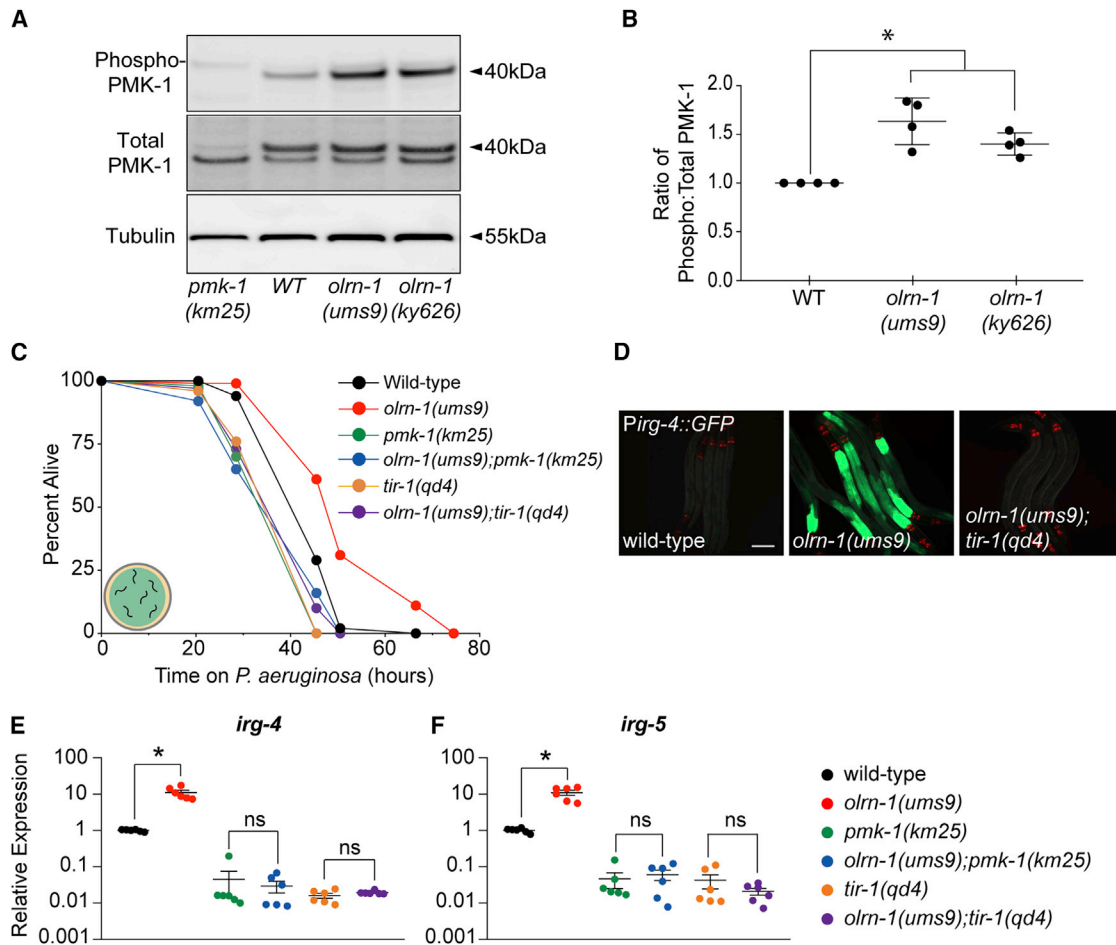 A
Phospho-
PMK-1
◄40kDa
Total
PMK-1
◄40kDa
Tubulin
◄55kDa
pmk-1
(km25)
WT
olrn-1
(ums9)
olrn-1
(ky626)
B
*
Ratio of
Phospho:Total PMK-1
2.0
1.5
1.0
0.5
0.0
WT
olrn-1
(ums9)
olrn-1
(ky626)
C
Percent Alive
100
75
50
25
0
0
20
40
60
80
Time on P. aeruginosa (hours)
Wild-type
olrn-1(ums9)
pmk-1(km25)
olrn-1(ums9);pmk-1(km25)
tir-1(qd4)
olrn-1(ums9);tir-1(qd4)
D
Pirg-4::GFP
wild-type
olrn-1(ums9)
olrn-1(ums9);
tir-1(qd4)
E
irg-4
Relative Expression
100
10
1
0.1
0.01
0.001
*
ns
ns
F
irg-5
100
10
1
0.1
0.01
0.001
*
ns
ns
wild-type
olrn-1(ums9)
pmk-1(km25)
olrn-1(ums9);pmk-1(km25)
tir-1(qd4)
olrn-1(ums9);tir-1(qd4)